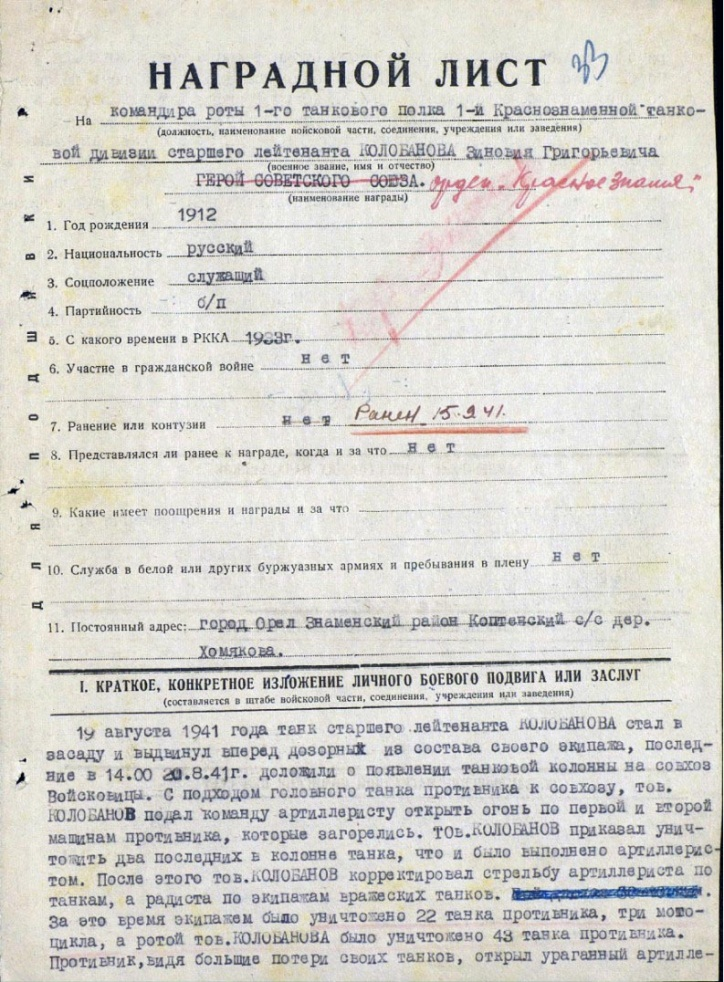 НАГРАДНОЙ ЛИСТ
На командира роты 1-го танкового полка 1-й Краснознаменной танко-
(должность, наименование войсковой части, соединения, учреждения или заведения)
вой дивизии старшего лейтенанта КОЛОБАНОВА Зиновия Григорьевича
(военное звание, имя и отчество)
ГЕРОЙ СОВЕТСКОГО СОЮЗА. орден „Красное Знамя"
(наименование награды)
1. Год рождения 1912
2. Национальность русский
3. Соцположение служащий
4. Партийность б/п
5. С какого времени в РККА 1933г.
6. Участие в гражданской войне нет
7. Ранение или контузии нет Ранен 15.9.41.
8. Представлялся ли ранее к награде, когда и за что нет
9. Какие имеет поощрения и награды и за что
10. Служба в белой или других буржуазных армиях и пребывания в плену нет
11. Постоянный адрес: город Орел Знаменский район Коптенский с/с дер.
Хомякова.
ДЛЯ ПОДШИВКИ
I. КРАТКОЕ, КОНКРЕТНОЕ ИЗЛОЖЕНИЕ ЛИЧНОГО БОЕВОГО ПОДВИГА ИЛИ ЗАСЛУГ
(составляется в штабе войсковой части, соединения, учреждения или заведения)
19 августа 1941 года танк старшего лейтенанта КОЛОБАНОВА стал в
засаду и выдвинул вперед дозорных из состава своего экипажа, послед-
ние в 14.00 20.8.41г. доложили о появлении танковой колонны на совхоз
Войсковицы. С подходом головного танка противника к совхозу, тов.
КОЛОБАНОВ подал команду артиллеристу открыть огонь по первой и второй
машинам противника, которые загорелись. ТОв.КОЛОБАНОВ приказал унич-
тожить два последних в колонне танка, что и было выполнено артиллерис-
том. После этого тов.КОЛОБАНОВ корректировал стрельбу артиллериста по
танкам, а радиста по экипажам вражеских танков.
За это время экипажем было уничтожено 22 танка противника, три мото-
цикла, а ротой тов.КОЛОБАНОВА было уничтожено 43 танка противника.
Противник, видя большие потери своих танков, открыл ураганный артилле-